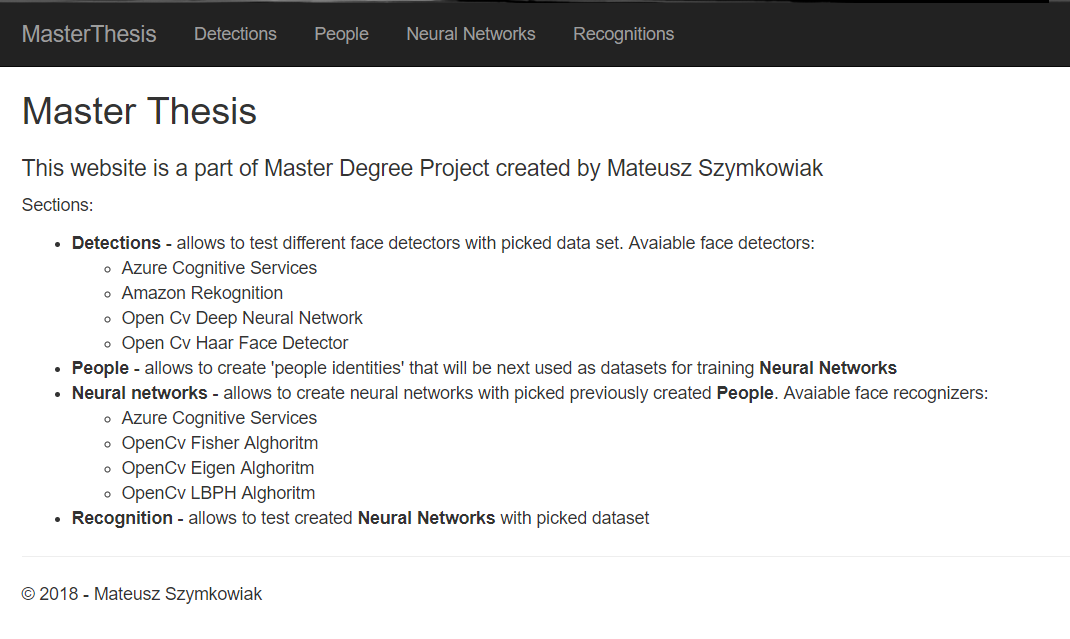 MasterThesis Detections People Neural Networks Recognitions
Master Thesis
This website is a part of Master Degree Project created by Mateusz Szymkowiak
Sections:
Detections - allows to test different face detectors with picked data set. Avaiable face detectors:
Azure Cognitive Services
Amazon Rekognition
Open Cv Deep Neural Network
Open Cv Haar Face Detector
People - allows to create 'people identities' that will be next used as datasets for training Neural Networks
Neural networks - allows to create neural networks with picked previously created People. Avaiable face recognizers:
Azure Cognitive Services
OpenCv Fisher Alghoritm
OpenCv Eigen Alghoritm
OpenCv LBPH Alghoritm
Recognition - allows to test created Neural Networks with picked dataset
© 2018 - Mateusz Szymkowiak